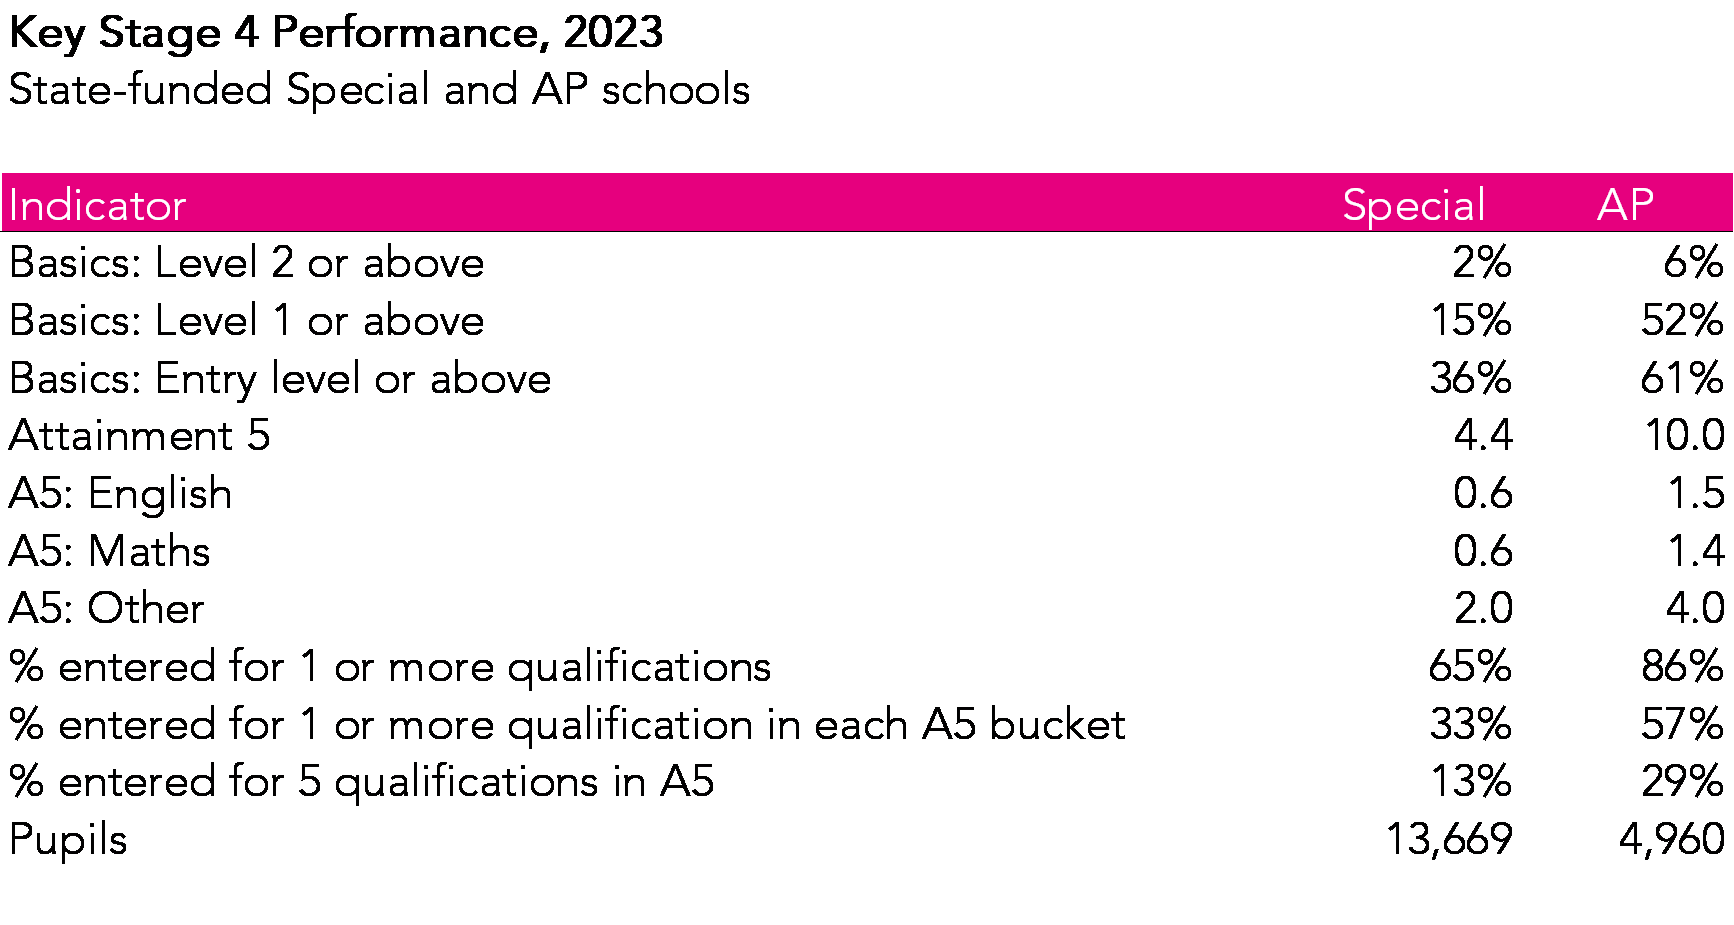 Key Stage 4 Performance, 2023
State-funded Special and AP schools
Indicator Special AP
Basics: Level 2 or above 2% 6%
Basics: Level 1 or above 15% 52%
Basics: Entry level or above 36% 61%
Attainment 5 4.4 10.0
A5: English 0.6 1.5
A5: Maths 0.6 1.4
A5: Other 2.0 4.0
% entered for 1 or more qualifications 65% 86%
% entered for 1 or more qualification in each A5 bucket 33% 57%
% entered for 5 qualifications in A5 13% 29%
Pupils 13,669 4,960